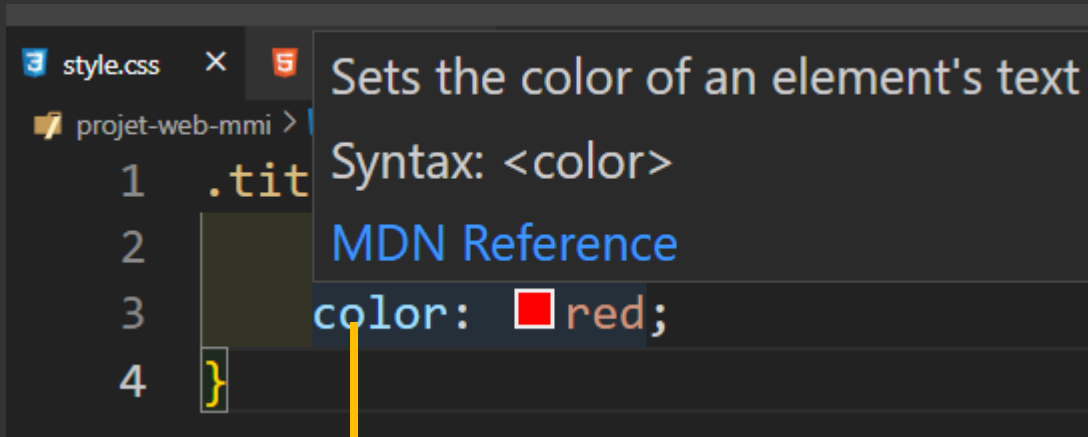 style.css
Sets the color of an element's text
projet-web-mmi >
Syntax: <color>
1 .tit
2 MDN Reference
3 color: red;
4 }